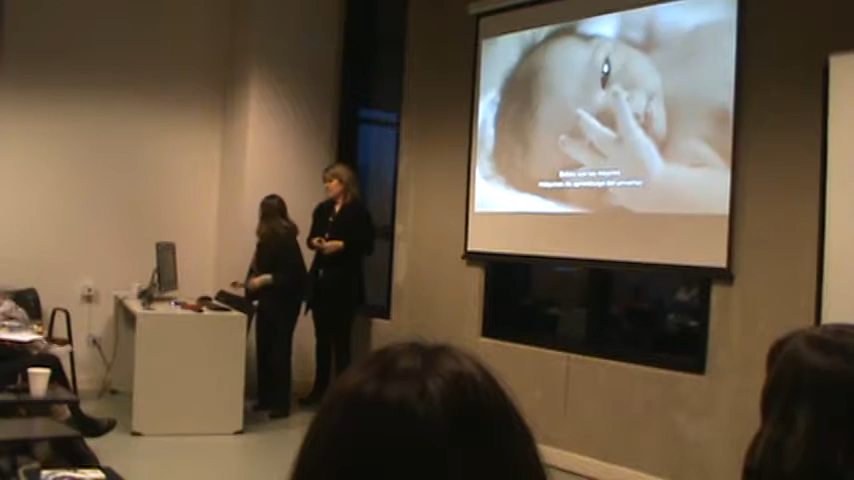 Bebés son las mejores
máquinas de aprendizaje del universo